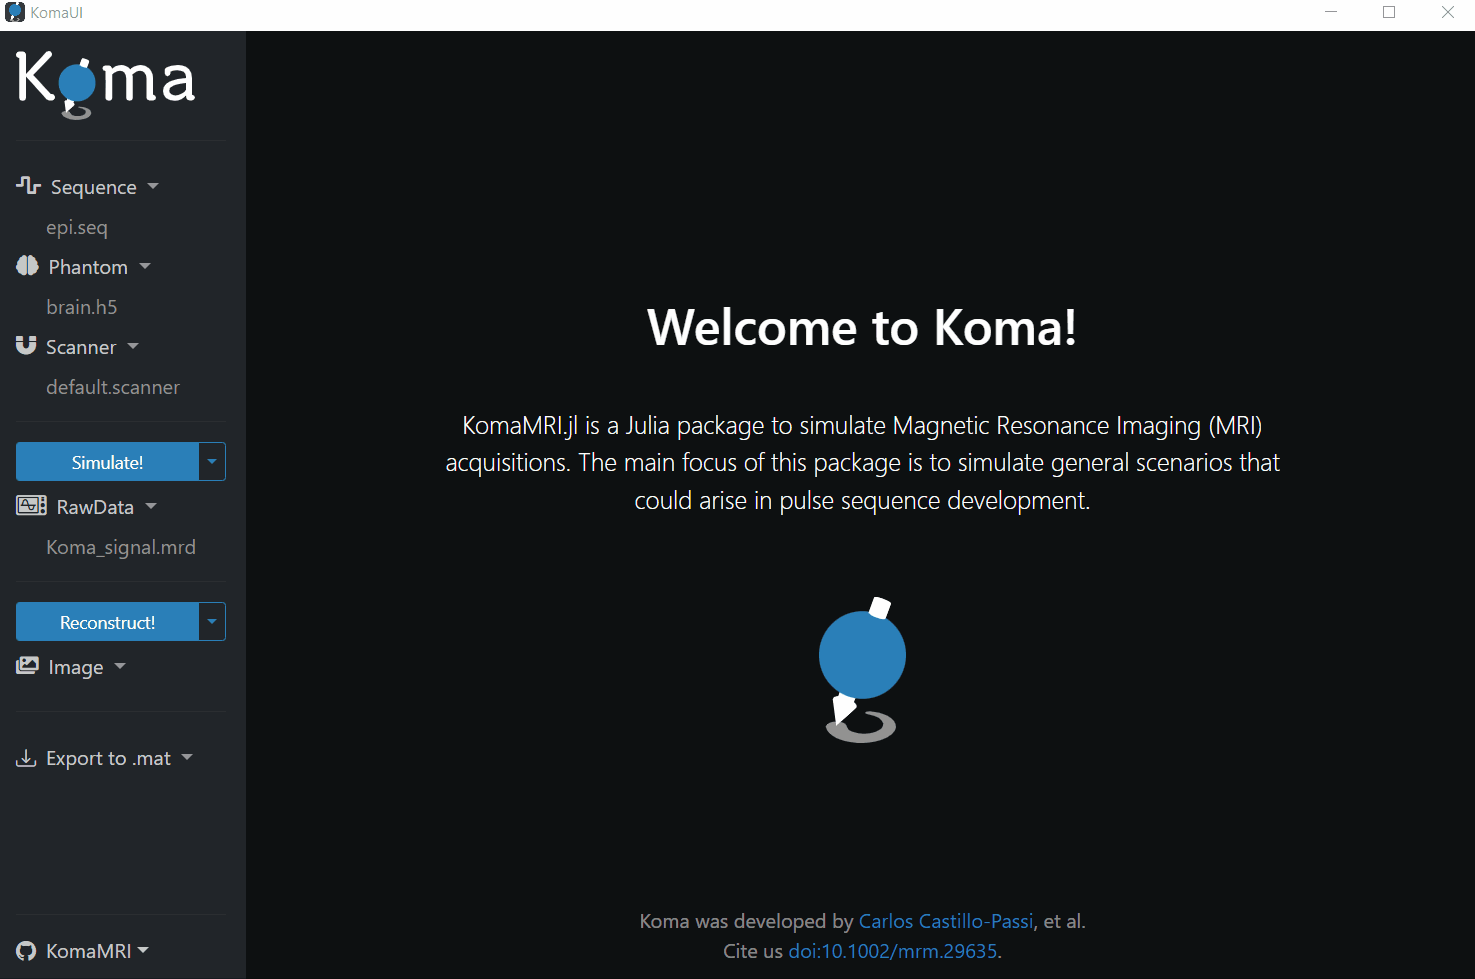 KomaUI
Koma
Sequence
epi.seq
Phantom
brain.h5
Scanner
default.scanner
Simulate!
RawData
Koma_signal.mrd
Reconstruct!
Image
Export to .mat
KomaMRI
Welcome to Koma!
KomaMRI.jl is a Julia package to simulate Magnetic Resonance Imaging (MRI)
acquisitions. The main focus of this package is to simulate general scenarios that
could arise in pulse sequence development.
Koma was developed by Carlos Castillo-Passi, et al.
Cite us doi:10.1002/mrm.29635.